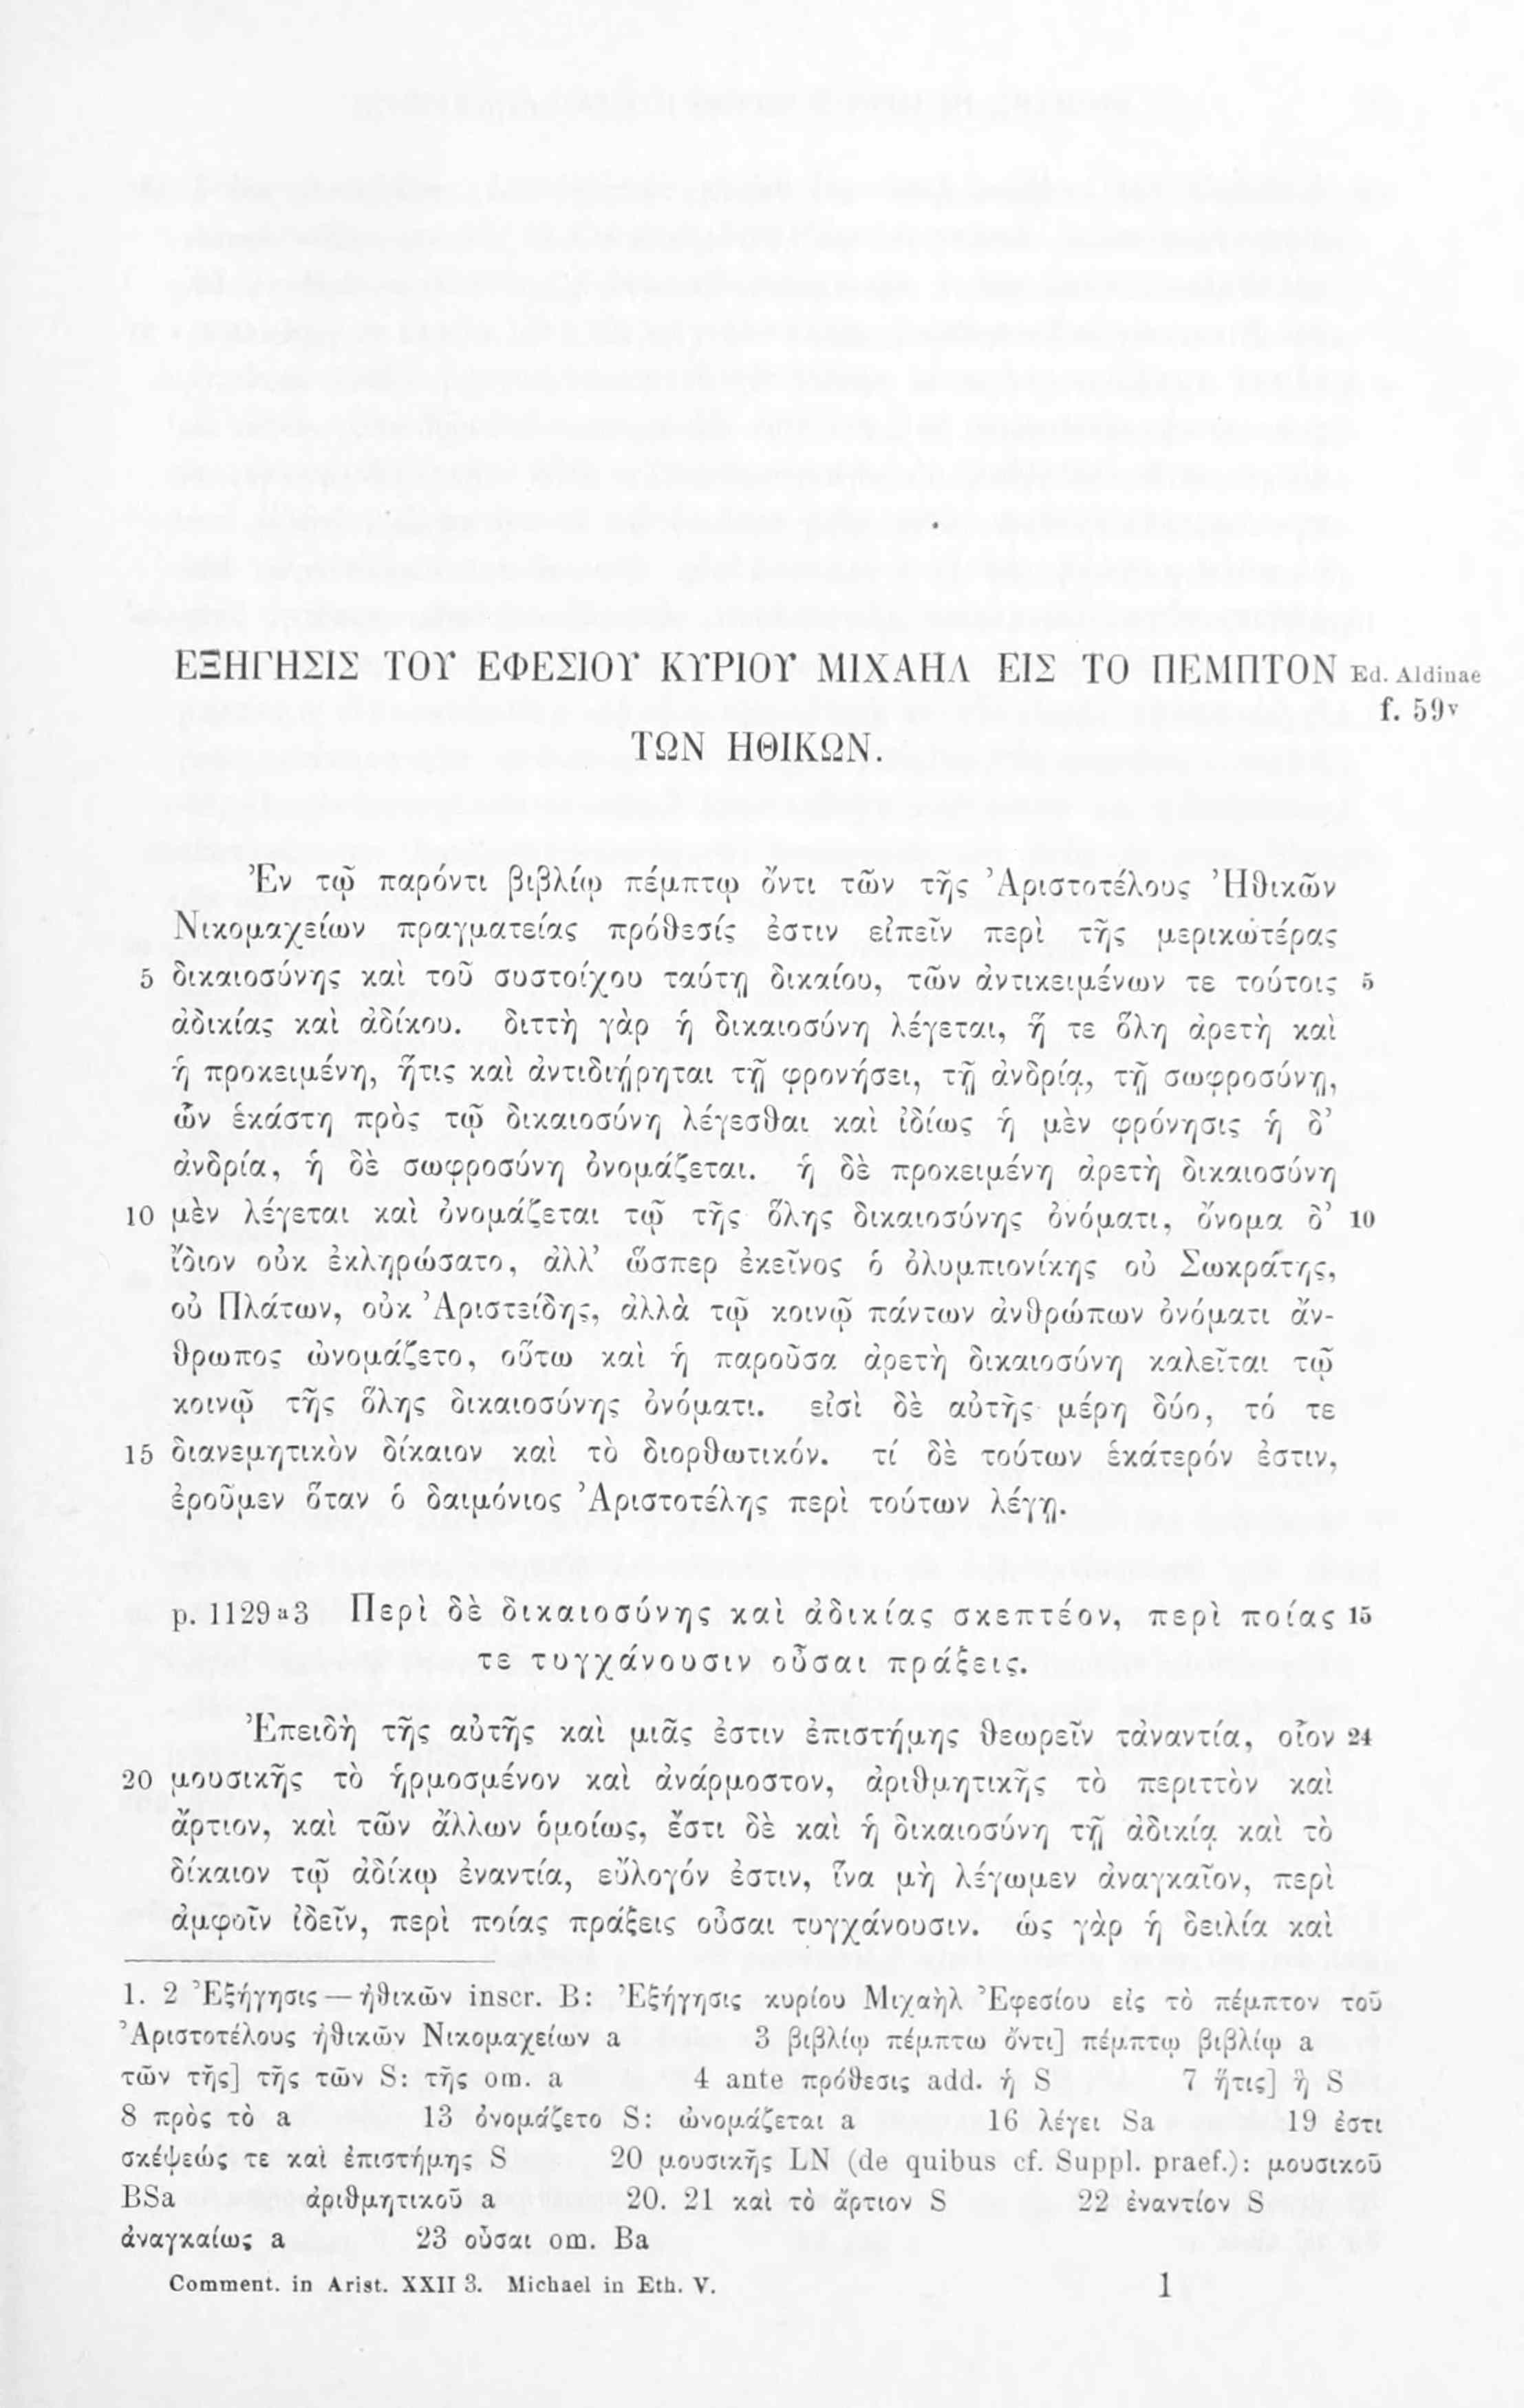 ΕΞΗΓΗΣΙΣ ΤΟΥ ΕΦΕΣΙΟΥ ΚΥΡΙΟΥ ΜΙΧΑΗΛ ΕΙΣ ΤΟ ΠΕΜΠΤΟΝ Ed. Aldinae
f. 59v
ΤΩΝ ΗΘΙΚΩΝ.
Ἐν τῷ παρόντι βιβλίῳ πέμπτῳ ὄντι τῶν τῆς Ἀριστοτέλους Ἠθικῶν
Νικομαχείων πραγματείας πρόθεσίς ἐστιν εἰπεῖν περὶ τῆς μερικωτέρας
5 δικαιοσύνης καὶ τοῦ συστοίχου ταύτῃ δικαίου, τῶν ἀντικειμένων τε τούτοις 5
ἀδικίας καὶ ἀδίκου. διττὴ γὰρ ἡ δικαιοσύνη λέγεται, ἥ τε ὅλη ἀρετὴ καὶ
ἡ προκειμένη, ἥτις καὶ ἀντιδιῄρηται τῇ φρονήσει, τῇ ἀνδρίᾳ, τῇ σωφροσύνῃ,
ὧν ἑκάστη πρὸς τῷ δικαιοσύνη λέγεσθαι καὶ ἰδίως ἡ μὲν φρόνησις ἡ δ’
ἀνδρία, ἡ δὲ σωφροσύνη ὀνομάζεται. ἡ δὲ προκειμένη ἀρετὴ δικαιοσύνη
10 μὲν λέγεται καὶ ὀνομάζεται τῷ τῆς ὅλης δικαιοσύνης ὀνόματι, ὄνομα δ’ 10
ἴδιον οὐκ ἐκληρώσατο, ἀλλ’ ὥσπερ ἐκεῖνος ὁ ὀλυμπιονίκης οὐ Σωκράτης,
οὐ Πλάτων, οὐκ Ἀριστείδης, ἀλλὰ τῷ κοινῷ πάντων ἀνθρώπων ὀνόματι ἄν-
θρωπος ὠνομάζετο, οὕτω καὶ ἡ παροῦσα ἀρετὴ δικαιοσύνη καλεῖται τῷ
κοινῷ τῆς ὅλης δικαιοσύνης ὀνόματι. εἰσὶ δὲ αὐτῆς μέρη δύο, τό τε
15 διανεμητικὸν δίκαιον καὶ τὸ διορθωτικόν. τί δὲ τούτων ἑκάτερόν ἐστιν,
ἐροῦμεν ὅταν ὁ δαιμόνιος Ἀριστοτέλης περὶ τούτων λέγῃ.
p. 1129a3 Περὶ δὲ δικαιοσύνης καὶ ἀδικίας σκεπτέον, περὶ ποίας 15
τε τυγχάνουσιν οὖσαι πράξεις.
Ἐπειδὴ τῆς αὐτῆς καὶ μιᾶς ἐστιν ἐπιστήμης θεωρεῖν τἀναντία, οἷον 24
20 μουσικῆς τὸ ἡρμοσμένον καὶ ἀνάρμοστον, ἀριθμητικῆς τὸ περιττὸν καὶ
ἄρτιον, καὶ τῶν ἄλλων ὁμοίως, ἔστι δὲ καὶ ἡ δικαιοσύνη τῇ ἀδικίᾳ καὶ τὸ
δίκαιον τῷ ἀδίκῳ ἐναντία, εὔλογόν ἐστιν, ἵνα μὴ λέγωμεν ἀναγκαῖον, περὶ
ἀμφοῖν ἰδεῖν, περὶ ποίας πράξεις οὖσαι τυγχάνουσιν. ὡς γὰρ ἡ δειλία καὶ
1. 2 Ἐξήγησις — ἠθικῶν inscr. B: Ἐξήγησις κυρίου Μιχαὴλ Ἐφεσίου εἰς τὸ πέμπτον τοῦ
Ἀριστοτέλους ἠθικῶν Νικομαχείων a 3 βιβλίῳ πέμπτω ὄντι] πέμπτῳ βιβλίῳ a
τῶν τῆς] τῆς τῶν S: τῆς om. a 4 ante πρόθεσις add. ἡ S 7 ἥτις] ἣ S
8 πρὸς τὸ a 13 ὀνομάζετο S: ὠνομάζεται a 16 λέγει Sa 19 ἐστι
σκέψεώς τε καὶ ἐπιστήμης S 20 μουσικῆς LN (de quibus cf. Suppl. praef.): μουσικοῦ
BSa ἀριθμητικοῦ a 20. 21 καὶ τὸ ἄρτιον S 22 ἐναντίον S
ἀναγκαίως a 23 οὖσαι om. Ba
Comment. in Arist. XXII 3. Michael in Eth. V. 1